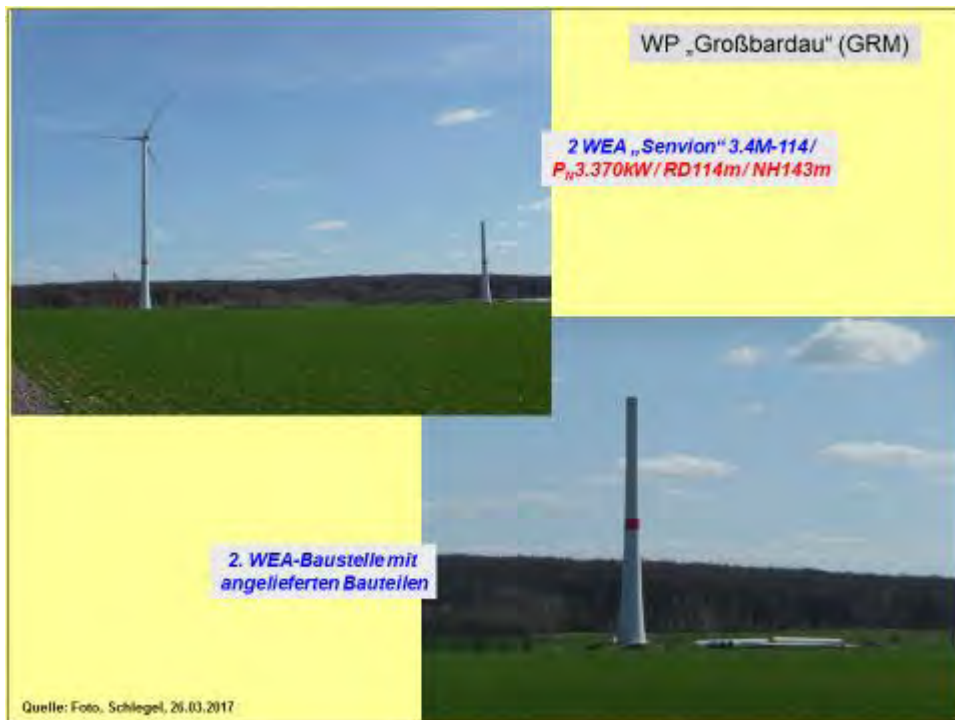 WP „Großbardau“ (GRM)
2 WEA „Senvion“ 3.4M-114/
PN3.370kW/ RD114m/ NH143m
2. WEA-Baustelle mit
angelieferten Bauteilen
Quelle: Foto, Schlegel, 26.03.2017